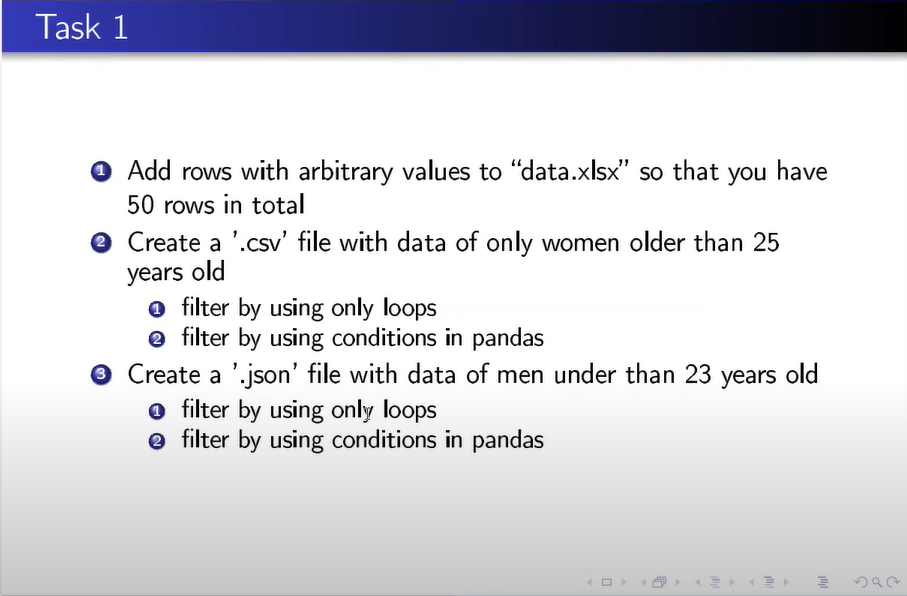 Task 1
1 Add rows with arbitrary values to “data.xlsx” so that you have
50 rows in total
2 Create a '.csv' file with data of only women older than 25
years old
1 filter by using only loops
2 filter by using conditions in pandas
3 Create a '.json' file with data of men under than 23 years old
1 filter by using only loops
2 filter by using conditions in pandas